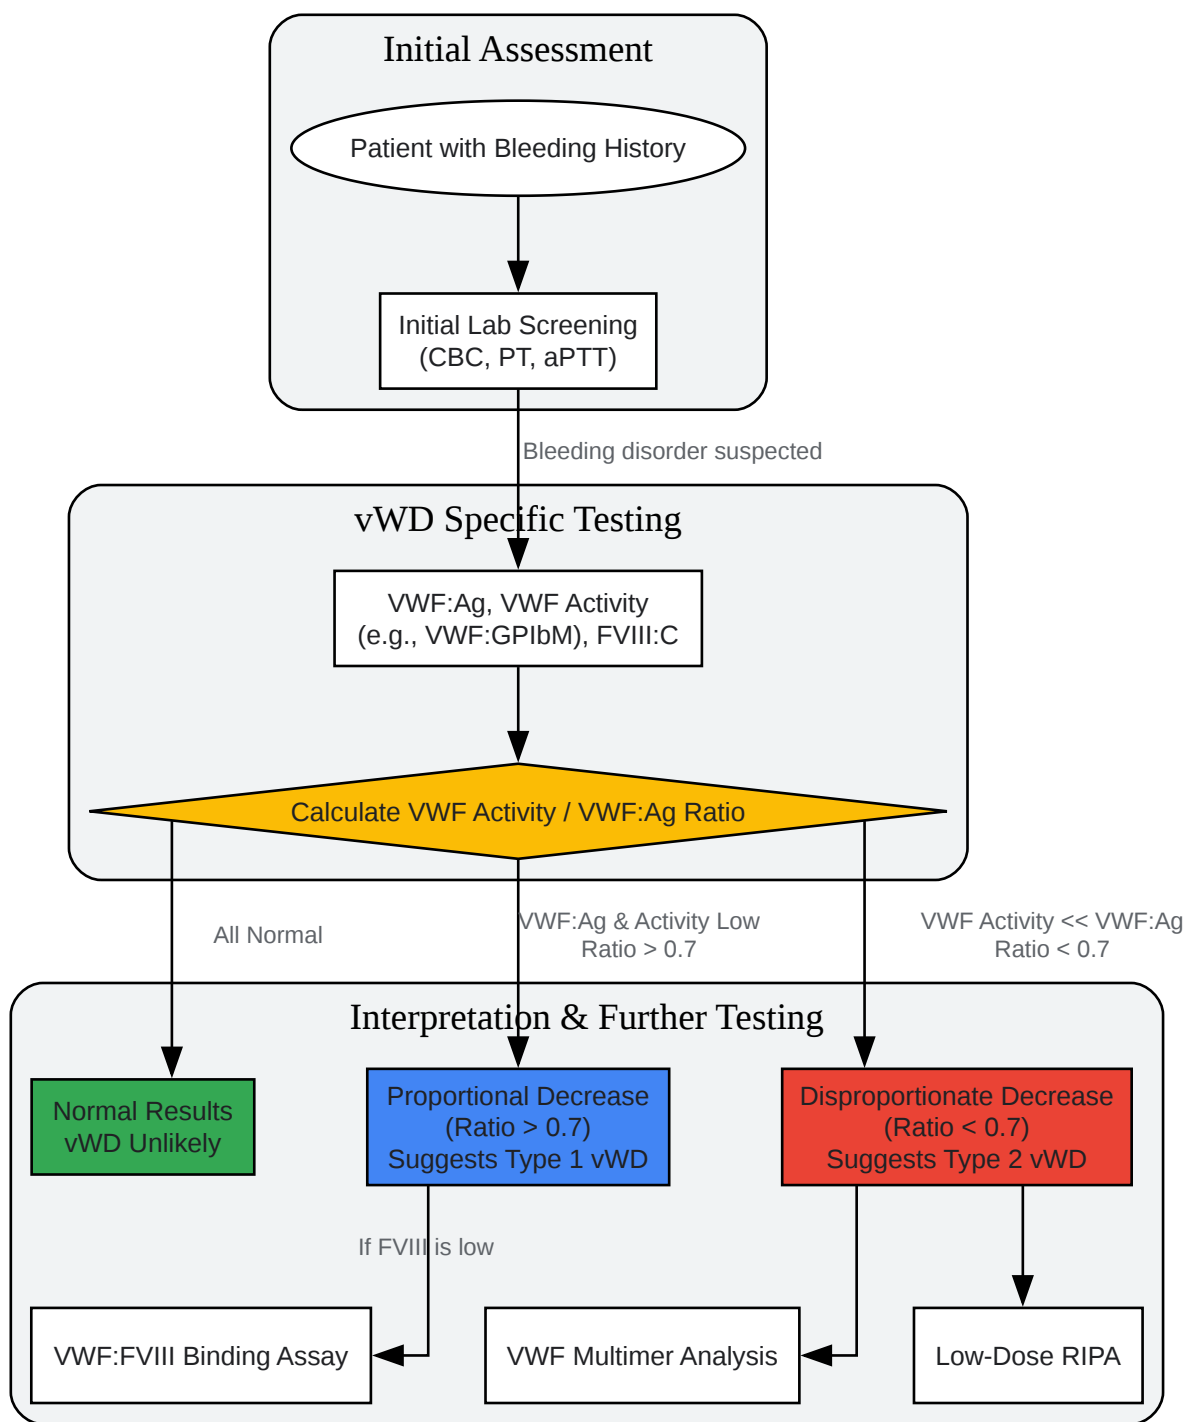 Initial Assessment
Patient with Bleeding History
Initial Lab Screening
(CBC, PT, aPTT)
Bleeding disorder suspected
vWD Specific Testing
VWF:Ag, VWF Activity
(e.g., VWF:GPIbM), FVIII:C
Calculate VWF Activity / VWF:Ag Ratio
All Normal
VWF:Ag & Activity Low
Ratio > 0.7
VWF Activity << VWF:Ag
Ratio < 0.7
Interpretation & Further Testing
Normal Results
vWD Unlikely
Proportional Decrease
(Ratio > 0.7)
Suggests Type 1 vWD
Disproportionate Decrease
(Ratio < 0.7)
Suggests Type 2 vWD
If FVIII is low
VWF:FVIII Binding Assay
VWF Multimer Analysis
Low-Dose RIPA